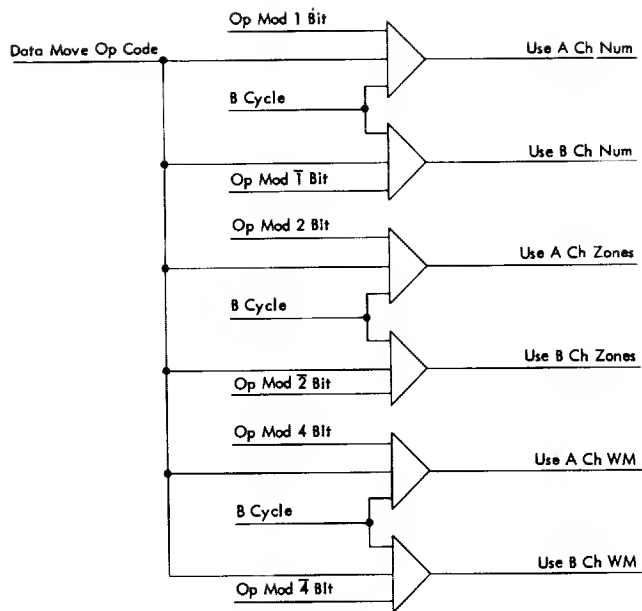 Op Mod 1 Bit
Data Move Op Code
Use A Ch Num
B Cycle
Use B Ch Num
Op Mod 1̅ Bit
Op Mod 2 Bit
Use A Ch Zones
B Cycle
Use B Ch Zones
Op Mod 2̅ Bit
Op Mod 4 Bit
Use A Ch WM
B Cycle
Use B Ch WM
Op Mod 4̅ Bit